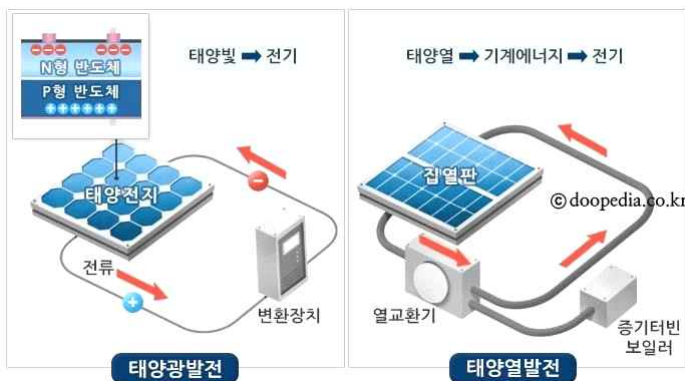 태양빛 ➡ 전기
N형 반도체
P형 반도체
태양전지
전류
변환장치
태양광발전
태양열 ➡ 기계에너지 ➡ 전기
집열판
ⓒ doopedia.co.kr
열교환기
증기터빈
보일러
태양열발전